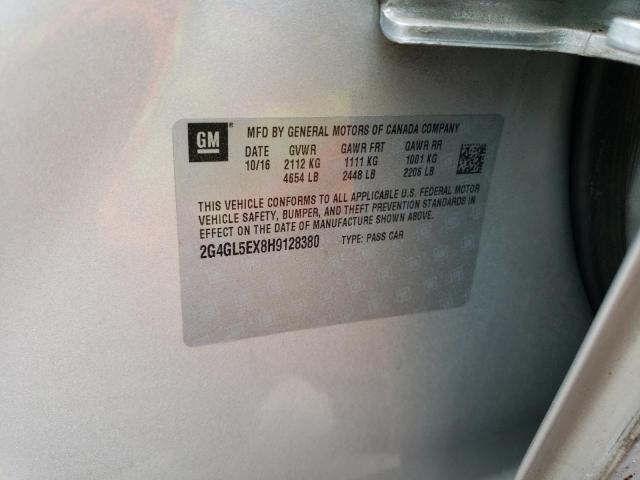 GM ® MFD BY GENERAL MOTORS OF CANADA COMPANY
DATE GVWR GAWR FRT GAWR RR
10/16 2112 KG 1111 KG 1001 KG
4654 LB 2448 LB 2206 LB
THIS VEHICLE CONFORMS TO ALL APPLICABLE U.S. FEDERAL MOTOR
VEHICLE SAFETY, BUMPER, AND THEFT PREVENTION STANDARDS IN
EFFECT ON THE DATE OF MANUFACTURE SHOWN ABOVE.
2G4GL5EX8H9128380 TYPE: PASS CAR